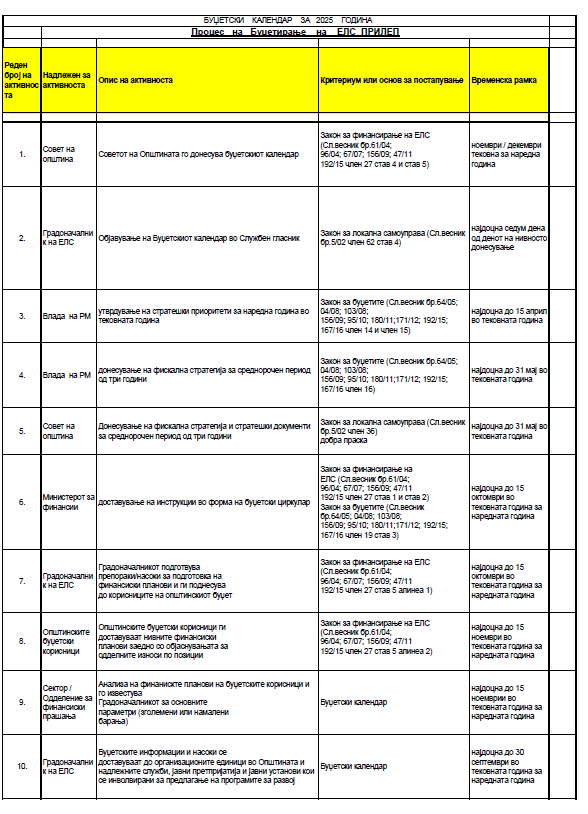 БУЏЕТСКИ КАЛЕНДАР ЗА 2025 ГОДИНА
Процес на Буџетирање на ЕЛС ПРИЛЕП
Реден
број на
активнос
та
Надлежен за
активноста
Опис на активноста
Критериум или основ за постапување
Временска рамка
1.
Совет на
општина
Советот на Општината го донесува буџетскиот календар
Закон за финансирање на ЕЛС
(Сл.весник бр.61/04;
96/04; 67/07; 156/09; 47/11
192/15 член 27 став 4 и став 5)
ноември / декември
тековна за наредна
година
2.
Градоначални
к на ЕЛС
Објавување на Буџетскиот календар во Службен гласник
Закон за локална самоуправа (Сл.весник
бр.5/02 член 62 став 4)
најдоцна седум дена
од денот на нивното
донесување
3.
Влада на РМ
утврдување на стратешки приоритети за наредна година во
тековната година
Закон за буџетите (Сл.весник бр.64/05;
04/08; 103/08;
156/09; 95/10; 180/11;171/12; 192/15;
167/16 член 14 и член 15)
најдоцна до 15 април
во тековната година
4.
Влада на РМ
донесување на фискална стратегија за среднорочен период
од три години
Закон за буџетите (Сл.весник бр.64/05;
04/08; 103/08;
156/09; 95/10; 180/11;171/12; 192/15;
167/16 член 16)
најдоцна до 31 мај во
тековната година
5.
Совет на
општина
Донесување на фискална стратегија и стратешки документи
за среднорочен период од три години
Закон за локална самоуправа (Сл.весник
бр.5/02 член 36)
добра праска
најдоцна до 31 мај во
тековната година
6.
Министерот за
финансии
доставување на инструкции во форма на буџетски циркулар
Закон за финансирање на
ЕЛС (Сл.весник бр.61/04;
96/04; 67/07; 156/09; 47/11
192/15 член 27 став 1 и став 2)
Закон за буџетите (Сл.весник
бр.64/05; 04/08; 103/08;
156/09; 95/10; 180/11;171/12; 192/15;
167/16 член 19 став 3)
најдоцна до 15
октомври во
тековната година за
наредната година
7.
Градоначални
к на ЕЛС
Градоначалникот подготвува
препораки/насоки за подготовка на
финансиски планови и ги поднесува
до корисниците на општинскиот буџет
Закон за финансирање на ЕЛС
(Сл.весник бр.61/04;
96/04; 67/07; 156/09; 47/11
192/15 член 27 став 5 алинеа 1)
најдоцна до 15
октомври во
тековната година за
наредната година
8.
Општинските
буџетски
корисници
Општинските буџетски корисници ги
доставуваат нивните финансиски
планови заедно со објаснувањата за
одделните износи по позиции
Закон за финансирање на ЕЛС
(Сл.весник бр.61/04;
96/04; 67/07; 156/09; 47/11
192/15 член 27 став 5 алинеа 2)
најдоцна до 15
ноември во
тековната година за
наредната година
9.
Сектор /
Одделение за
финансиски
прашања
Анализа на финаниските планови на буџетските корисници и
го известува
Градоначалникот за основните
параметри (зголемени или намалени
барања)
Буџетски календар
најдоцна до 15
ноемврии во
тековната година за
наредната година
10.
Градоначални
к на ЕЛС
Буџетските информации и насоки се
доставуваат до организационите единици во Општината и
надлежните служби, јавни претпријатија и јавни установи кои
се инволвирани за предлагање на програмите за развој
Буџетски календар
најдоцна до 30
септември во
тековната година за
наредната година